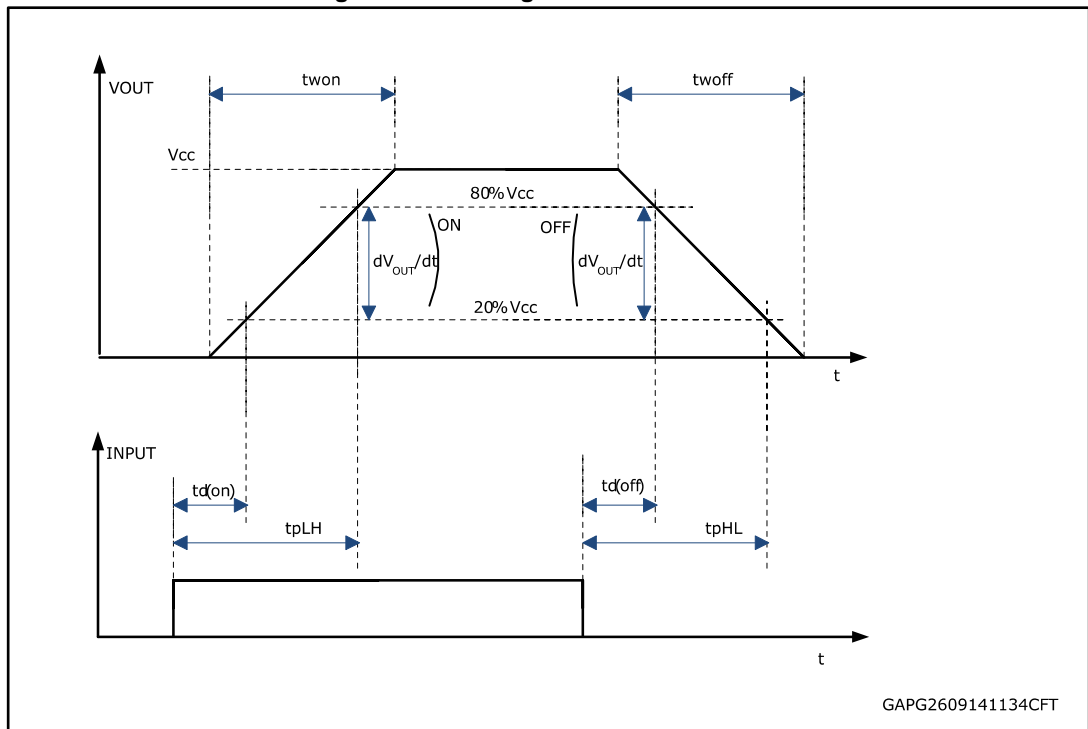 twon
twoff
VOUT
Vcc
80% Vcc
ON
OFF
dVOUT/dt
dVOUT/dt
20% Vcc
t
INPUT
td(on)
td(off)
tpLH
tpHL
t
GAPG2609141134CFT